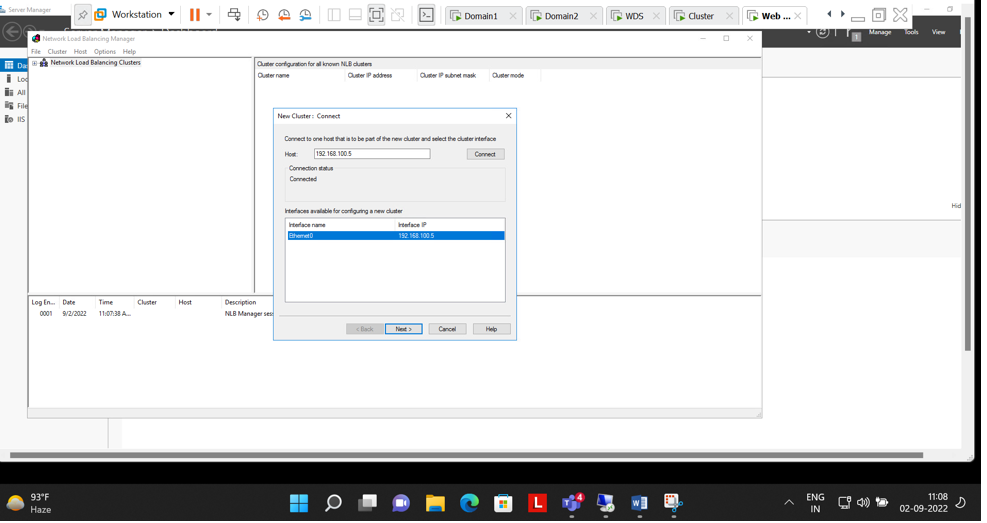 Server Manager
Workstation
Domain1
Domain2
WDS
Cluster
Web ...
1
Manage
Tools
View
Network Load Balancing Manager
File Cluster Host Options Help
Das
Loc
All
File
IIS
Network Load Balancing Clusters
Cluster configuration for all known NLB clusters
Cluster name Cluster IP address Cluster IP subnet mask Cluster mode
New Cluster : Connect
Connect to one host that is to be part of the new cluster and select the cluster interface
Host: 192.168.100.5 Connect
Connection status
Connected
Interfaces available for configuring a new cluster
Interface name Interface IP
Ethernet0 192.168.100.5
< Back Next > Cancel Help
Hid
Log En... Date Time Cluster Host Description
0001 9/2/2022 11:07:38 A... NLB Manager ses
93°F
Haze
L
4
ENG
IN
11:08
02-09-2022